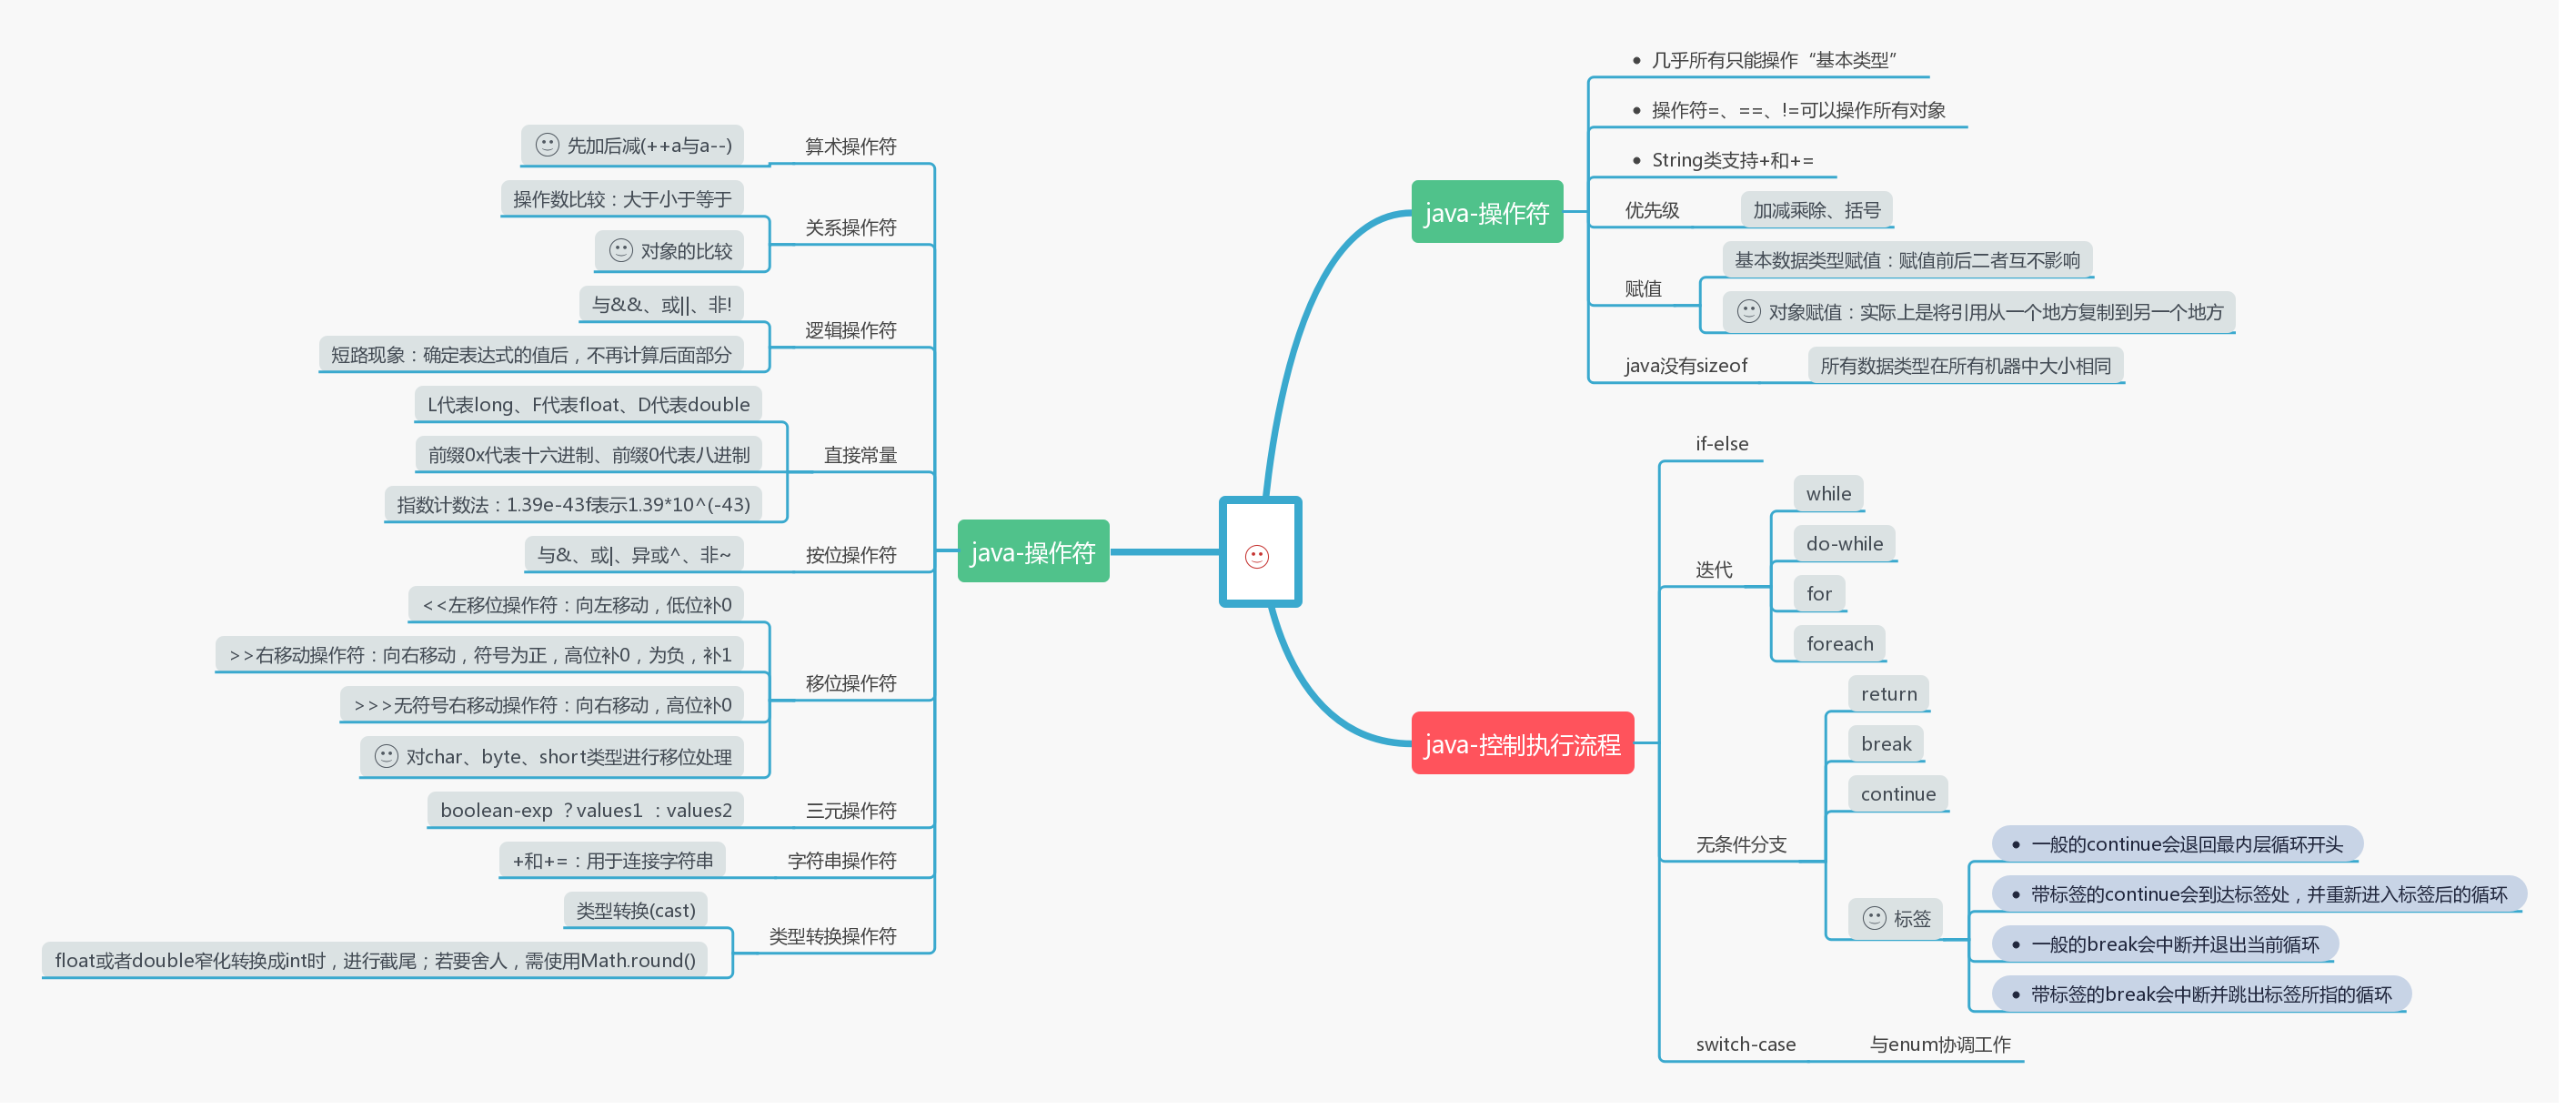 java-操作符
几乎所有只能操作“基本类型”
操作符=、==、!=可以操作所有对象
String类支持+和+=
优先级
加减乘除、括号
赋值
基本数据类型赋值：赋值前后二者互不影响
对象赋值：实际上是将引用从一个地方复制到另一个地方
java没有sizeof
所有数据类型在所有机器中大小相同
java-操作符
算术操作符
先加后减(++a与a--)
关系操作符
操作数比较：大于小于等于
对象的比较
逻辑操作符
与&&、或||、非!
短路现象：确定表达式的值后，不再计算后面部分
直接常量
L代表long、F代表float、D代表double
前缀0x代表十六进制、前缀0代表八进制
指数计数法：1.39e-43f表示1.39*10^(-43)
按位操作符
与&、或|、异或^、非~
移位操作符
<<左移位操作符：向左移动，低位补0
>>右移动操作符：向右移动，符号为正，高位补0，为负，补1
>>>无符号右移动操作符：向右移动，高位补0
对char、byte、short类型进行移位处理
三元操作符
boolean-exp ？values1 ：values2
字符串操作符
+和+=：用于连接字符串
类型转换操作符
类型转换(cast)
float或者double窄化转换成int时，进行截尾；若要舍人，需使用Math.round()
java-控制执行流程
if-else
迭代
while
do-while
for
foreach
无条件分支
return
break
continue
标签
一般的continue会退回最内层循环开头
带标签的continue会到达标签处，并重新进入标签后的循环
一般的break会中断并退出当前循环
带标签的break会中断并跳出标签所指的循环
switch-case
与enum协调工作